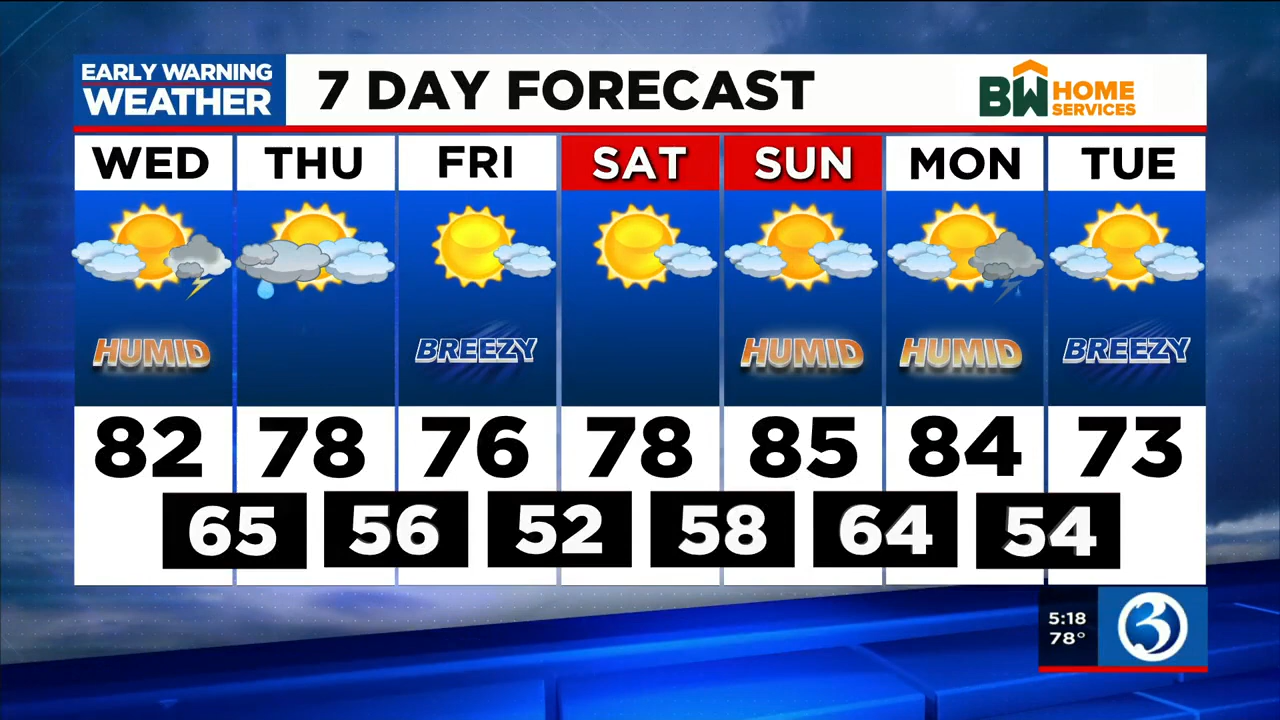 EARLY WARNING
WEATHER
7 DAY FORECAST
BW HOME
SERVICES
WED THU FRI SAT SUN MON TUE
HUMID BREEZY HUMID HUMID BREEZY
82 78 76 78 85 84 73
65 56 52 58 64 54
5:18
78°
3